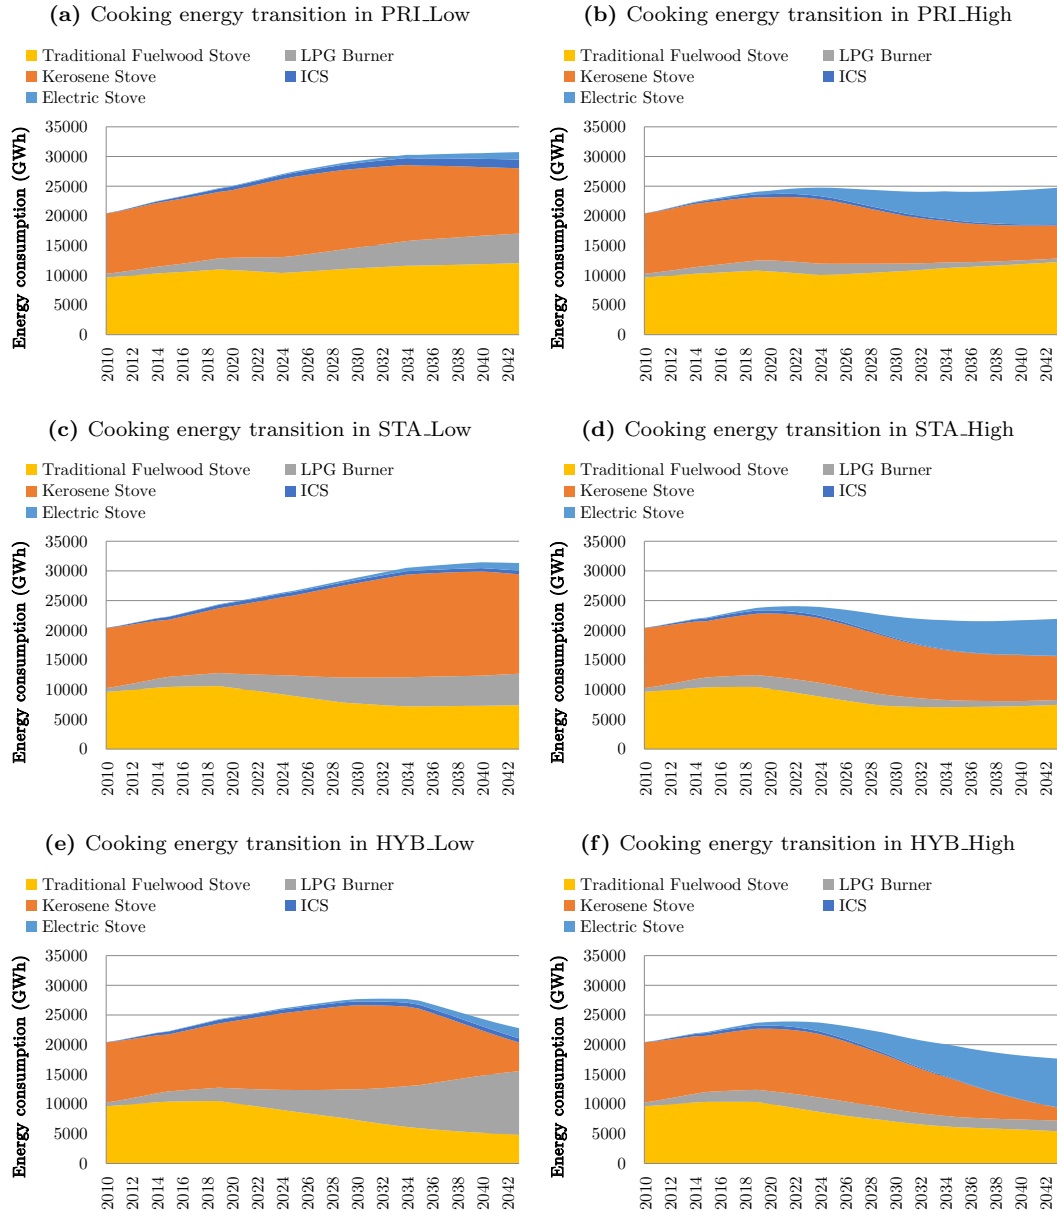 (a) Cooking energy transition in PRI_Low
Traditional Fuelwood Stove LPG Burner
Kerosene Stove ICS
Electric Stove
Energy consumption (GWh)
35000
30000
25000
20000
15000
10000
5000
0
2010 2012 2014 2016 2018 2020 2022 2024 2026 2028 2030 2032 2034 2036 2038 2040 2042
(b) Cooking energy transition in PRI_High
Traditional Fuelwood Stove LPG Burner
Kerosene Stove ICS
Electric Stove
Energy consumption (GWh)
35000
30000
25000
20000
15000
10000
5000
0
2010 2012 2014 2016 2018 2020 2022 2024 2026 2028 2030 2032 2034 2036 2038 2040 2042
(c) Cooking energy transition in STA_Low
Traditional Fuelwood Stove LPG Burner
Kerosene Stove ICS
Electric Stove
Energy consumption (GWh)
35000
30000
25000
20000
15000
10000
5000
0
2010 2012 2014 2016 2018 2020 2022 2024 2026 2028 2030 2032 2034 2036 2038 2040 2042
(d) Cooking energy transition in STA_High
Traditional Fuelwood Stove LPG Burner
Kerosene Stove ICS
Electric Stove
Energy consumption (GWh)
35000
30000
25000
20000
15000
10000
5000
0
2010 2012 2014 2016 2018 2020 2022 2024 2026 2028 2030 2032 2034 2036 2038 2040 2042
(e) Cooking energy transition in HYB_Low
Traditional Fuelwood Stove LPG Burner
Kerosene Stove ICS
Electric Stove
Energy consumption (GWh)
35000
30000
25000
20000
15000
10000
5000
0
2010 2012 2014 2016 2018 2020 2022 2024 2026 2028 2030 2032 2034 2036 2038 2040 2042
(f) Cooking energy transition in HYB_High
Traditional Fuelwood Stove LPG Burner
Kerosene Stove ICS
Electric Stove
Energy consumption (GWh)
35000
30000
25000
20000
15000
10000
5000
0
2010 2012 2014 2016 2018 2020 2022 2024 2026 2028 2030 2032 2034 2036 2038 2040 2042